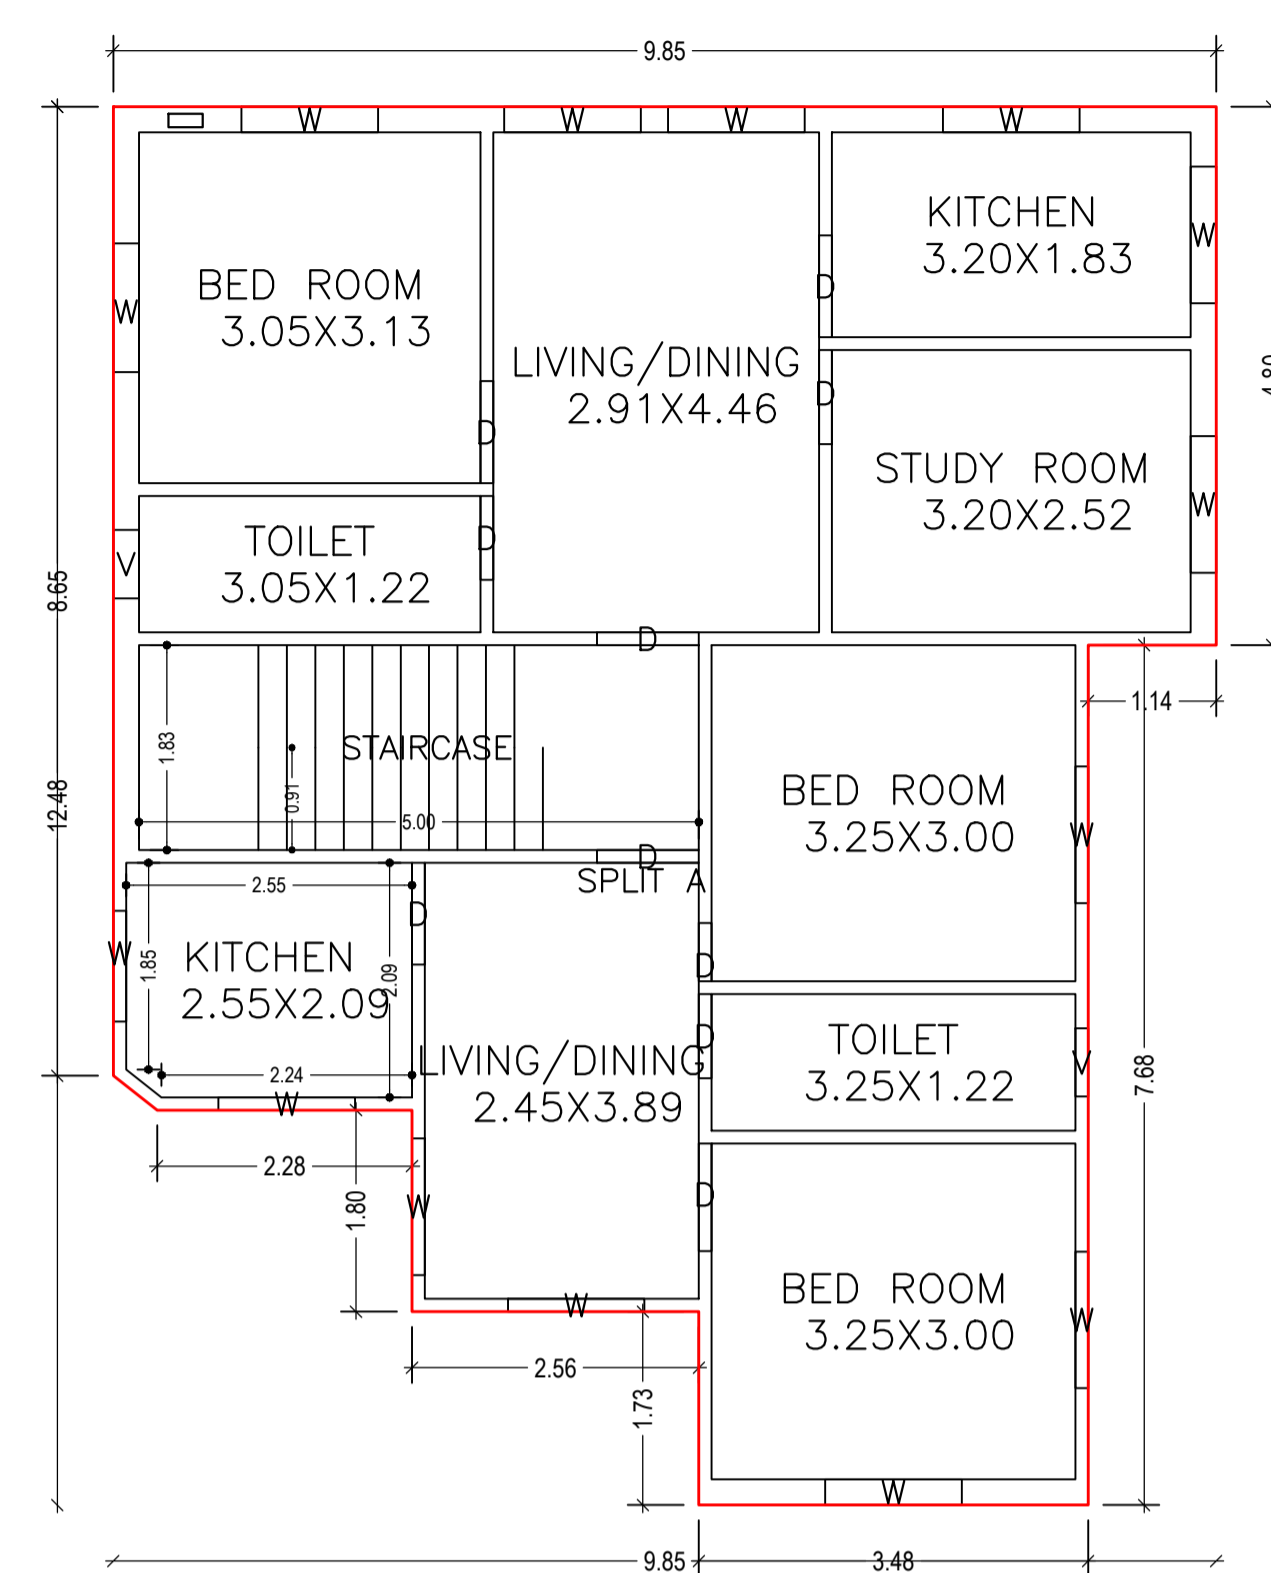 9.85
W W W W
KITCHEN
3.20X1.83
W
D
BED ROOM
3.05X3.13
W
LIVING/DINING
2.91X4.46
4.80
D
D
STUDY ROOM
3.20X2.52
W
TOILET
3.05X1.22
D
V
8.65
D
1.14
1.83
STAIRCASE
0.91
5.00
12.48
BED ROOM
3.25X3.00
W
D
SPLIT A
2.55
D
KITCHEN
2.55X2.09
W
1.85
2.09
D
D
TOILET
3.25X1.22
V
7.68
LIVING/DINING
2.45X3.89
2.24
W
2.28
1.80
W
D
BED ROOM
3.25X3.00
W
W
2.56
1.73
W
9.85
3.48